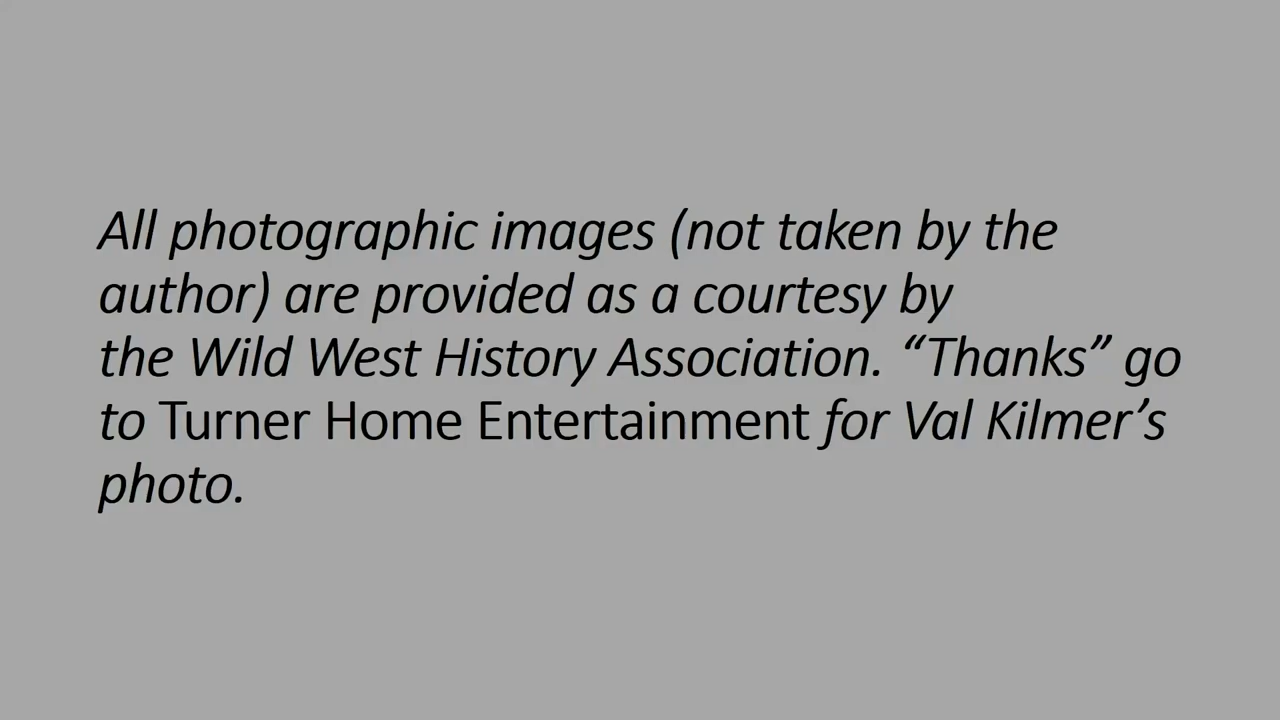 All photographic images (not taken by the
author) are provided as a courtesy by
the Wild West History Association. “Thanks” go
to Turner Home Entertainment for Val Kilmer’s
photo.